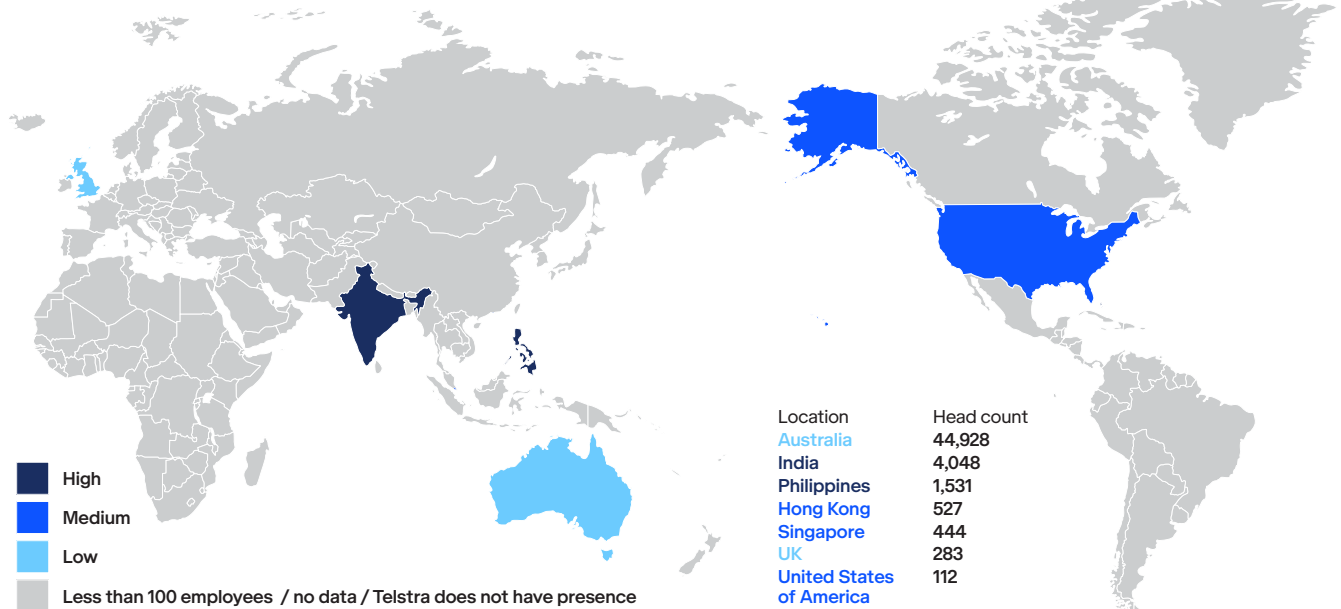 Location Head count
Australia 44,928
India 4,048
Philippines 1,531
Hong Kong 527
Singapore 444
UK 283
United States 112
of America
High
Medium
Low
Less than 100 employees / no data / Telstra does not have presence